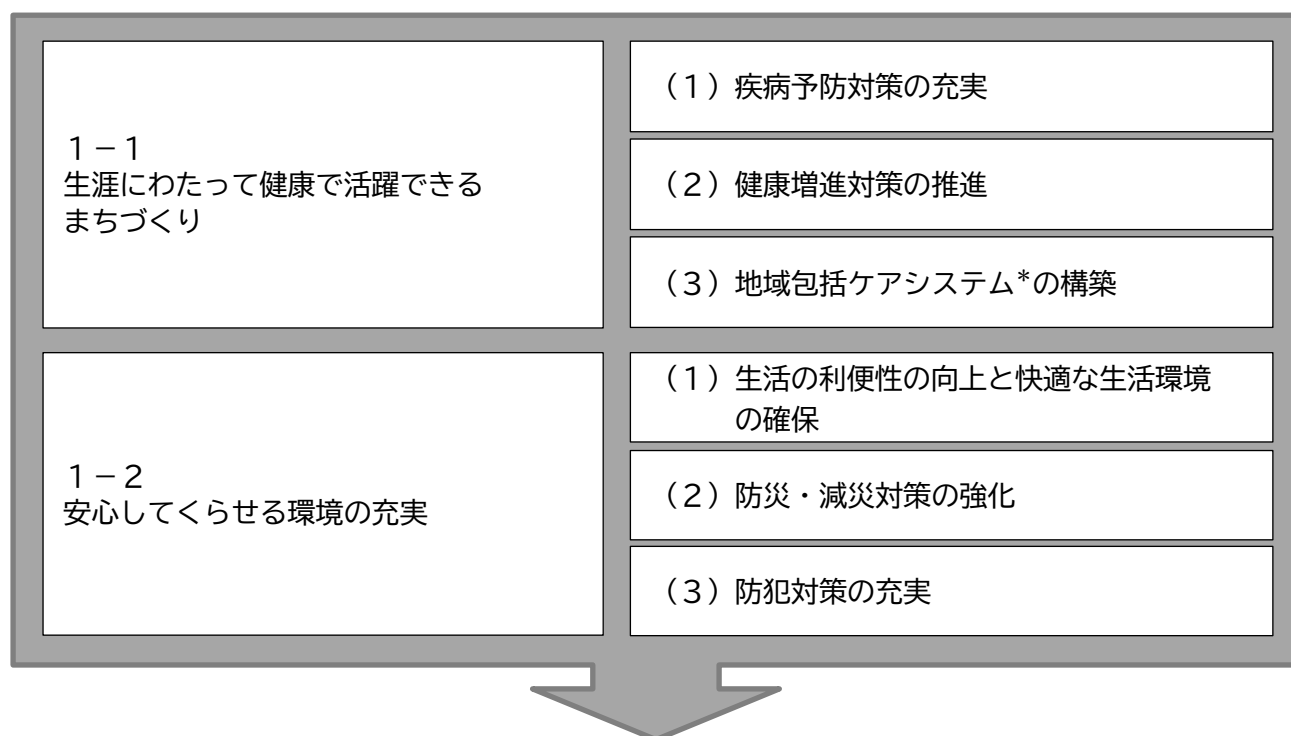 1－1
生涯にわたって健康で活躍できる
まちづくり
（1）疾病予防対策の充実
（2）健康増進対策の推進
（3）地域包括ケアシステム*の構築
1－2
安心してくらせる環境の充実
（1）生活の利便性の向上と快適な生活環境
の確保
（2）防災・減災対策の強化
（3）防犯対策の充実